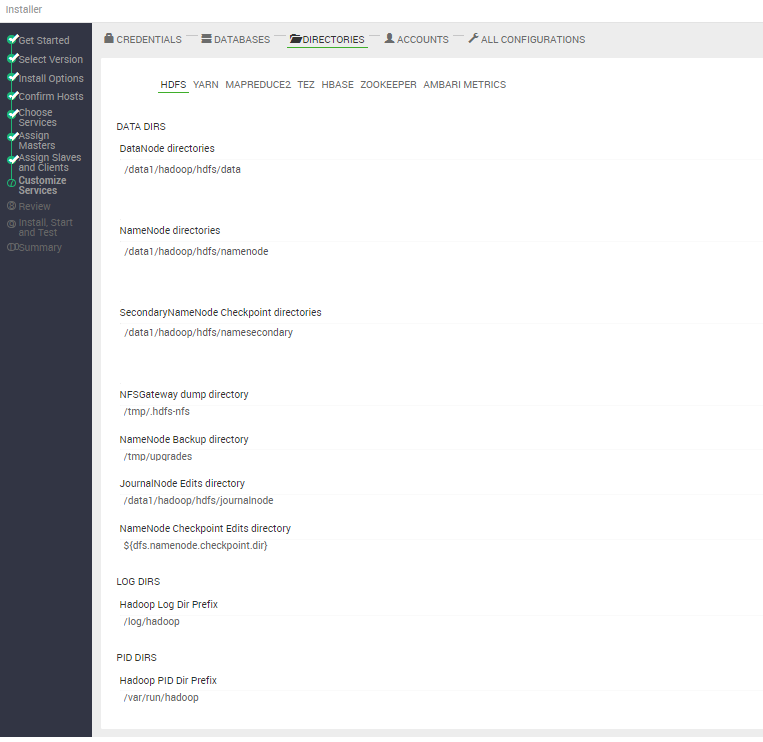 Installer
Get Started
Select Version
Install Options
Confirm Hosts
Choose
Services
Assign
Masters
Assign Slaves
and Clients
Customize
Services
Review
Install, Start
and Test
Summary
CREDENTIALS DATABASES DIRECTORIES ACCOUNTS ALL CONFIGURATIONS
HDFS YARN MAPREDUCE2 TEZ HBASE ZOOKEEPER AMBARI METRICS
DATA DIRS
DataNode directories
/data1/hadoop/hdfs/data
NameNode directories
/data1/hadoop/hdfs/namenode
SecondaryNameNode Checkpoint directories
/data1/hadoop/hdfs/namesecondary
NFSGateway dump directory
/tmp/.hdfs-nfs
NameNode Backup directory
/tmp/upgrades
JournalNode Edits directory
/data1/hadoop/hdfs/journalnode
NameNode Checkpoint Edits directory
${dfs.namenode.checkpoint.dir}
LOG DIRS
Hadoop Log Dir Prefix
/log/hadoop
PID DIRS
Hadoop PID Dir Prefix
/var/run/hadoop